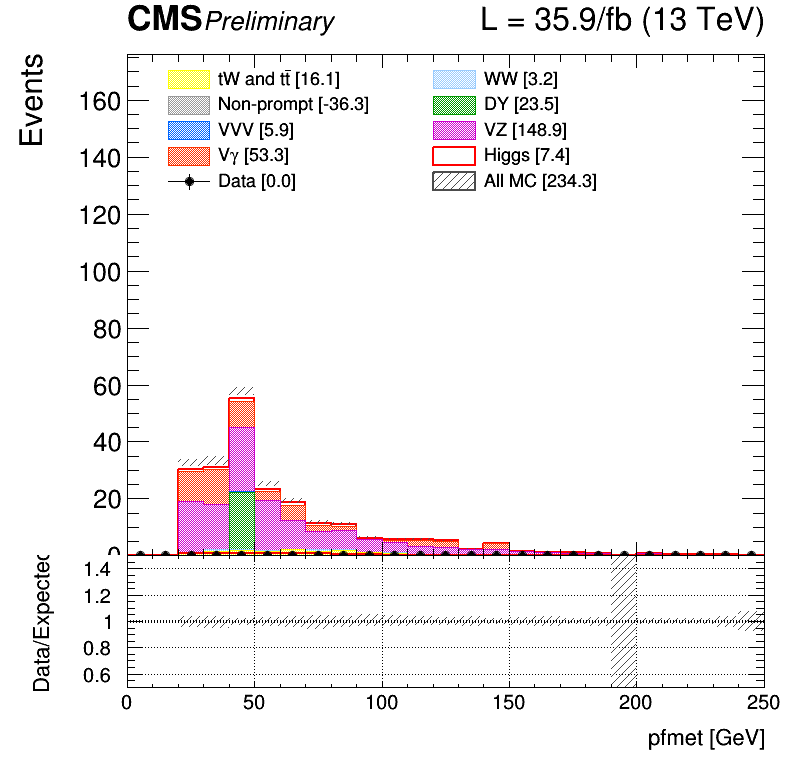 CMS Preliminary L = 35.9/fb (13 TeV)
Events
tW and tt̄ [16.1] WW [3.2]
Non-prompt [-36.3] DY [23.5]
VVV [5.9] VZ [148.9]
Vγ [53.3] Higgs [7.4]
Data [0.0] All MC [234.3]
160
140
120
100
80
60
40
20
0
Data/Expected
1.4
1.2
1
0.8
0.6
0 50 100 150 200 250
pfmet [GeV]